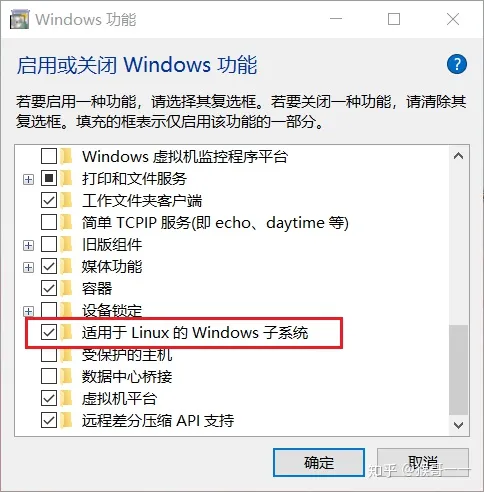 Windows 功能
启用或关闭 Windows 功能
?
若要启用一种功能，请选择其复选框。若要关闭一种功能，请清除其
复选框。填充的框表示仅启用该功能的一部分。
Windows 虚拟机监控程序平台
打印和文件服务
工作文件夹客户端
简单 TCPIP 服务(即 echo、daytime 等)
旧版组件
媒体功能
容器
设备锁定
适用于 Linux 的 Windows 子系统
受保护的主机
数据中心桥接
虚拟机平台
远程差分压缩 API 支持
确定
取消
知乎 @猴哥一一